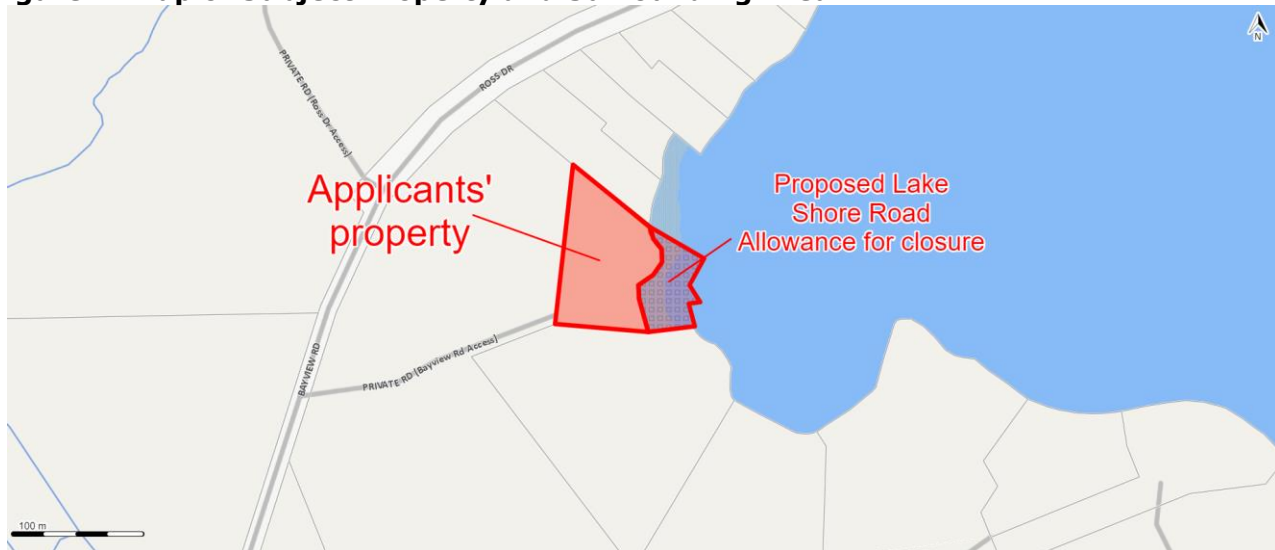 N
PRIVATE RD [Ross Dr Access]
ROSS DR
Applicants'
property
Proposed Lake
Shore Road
Allowance for closure
BAYVIEW RD
PRIVATE RD [Bayview Rd Access]
100 m